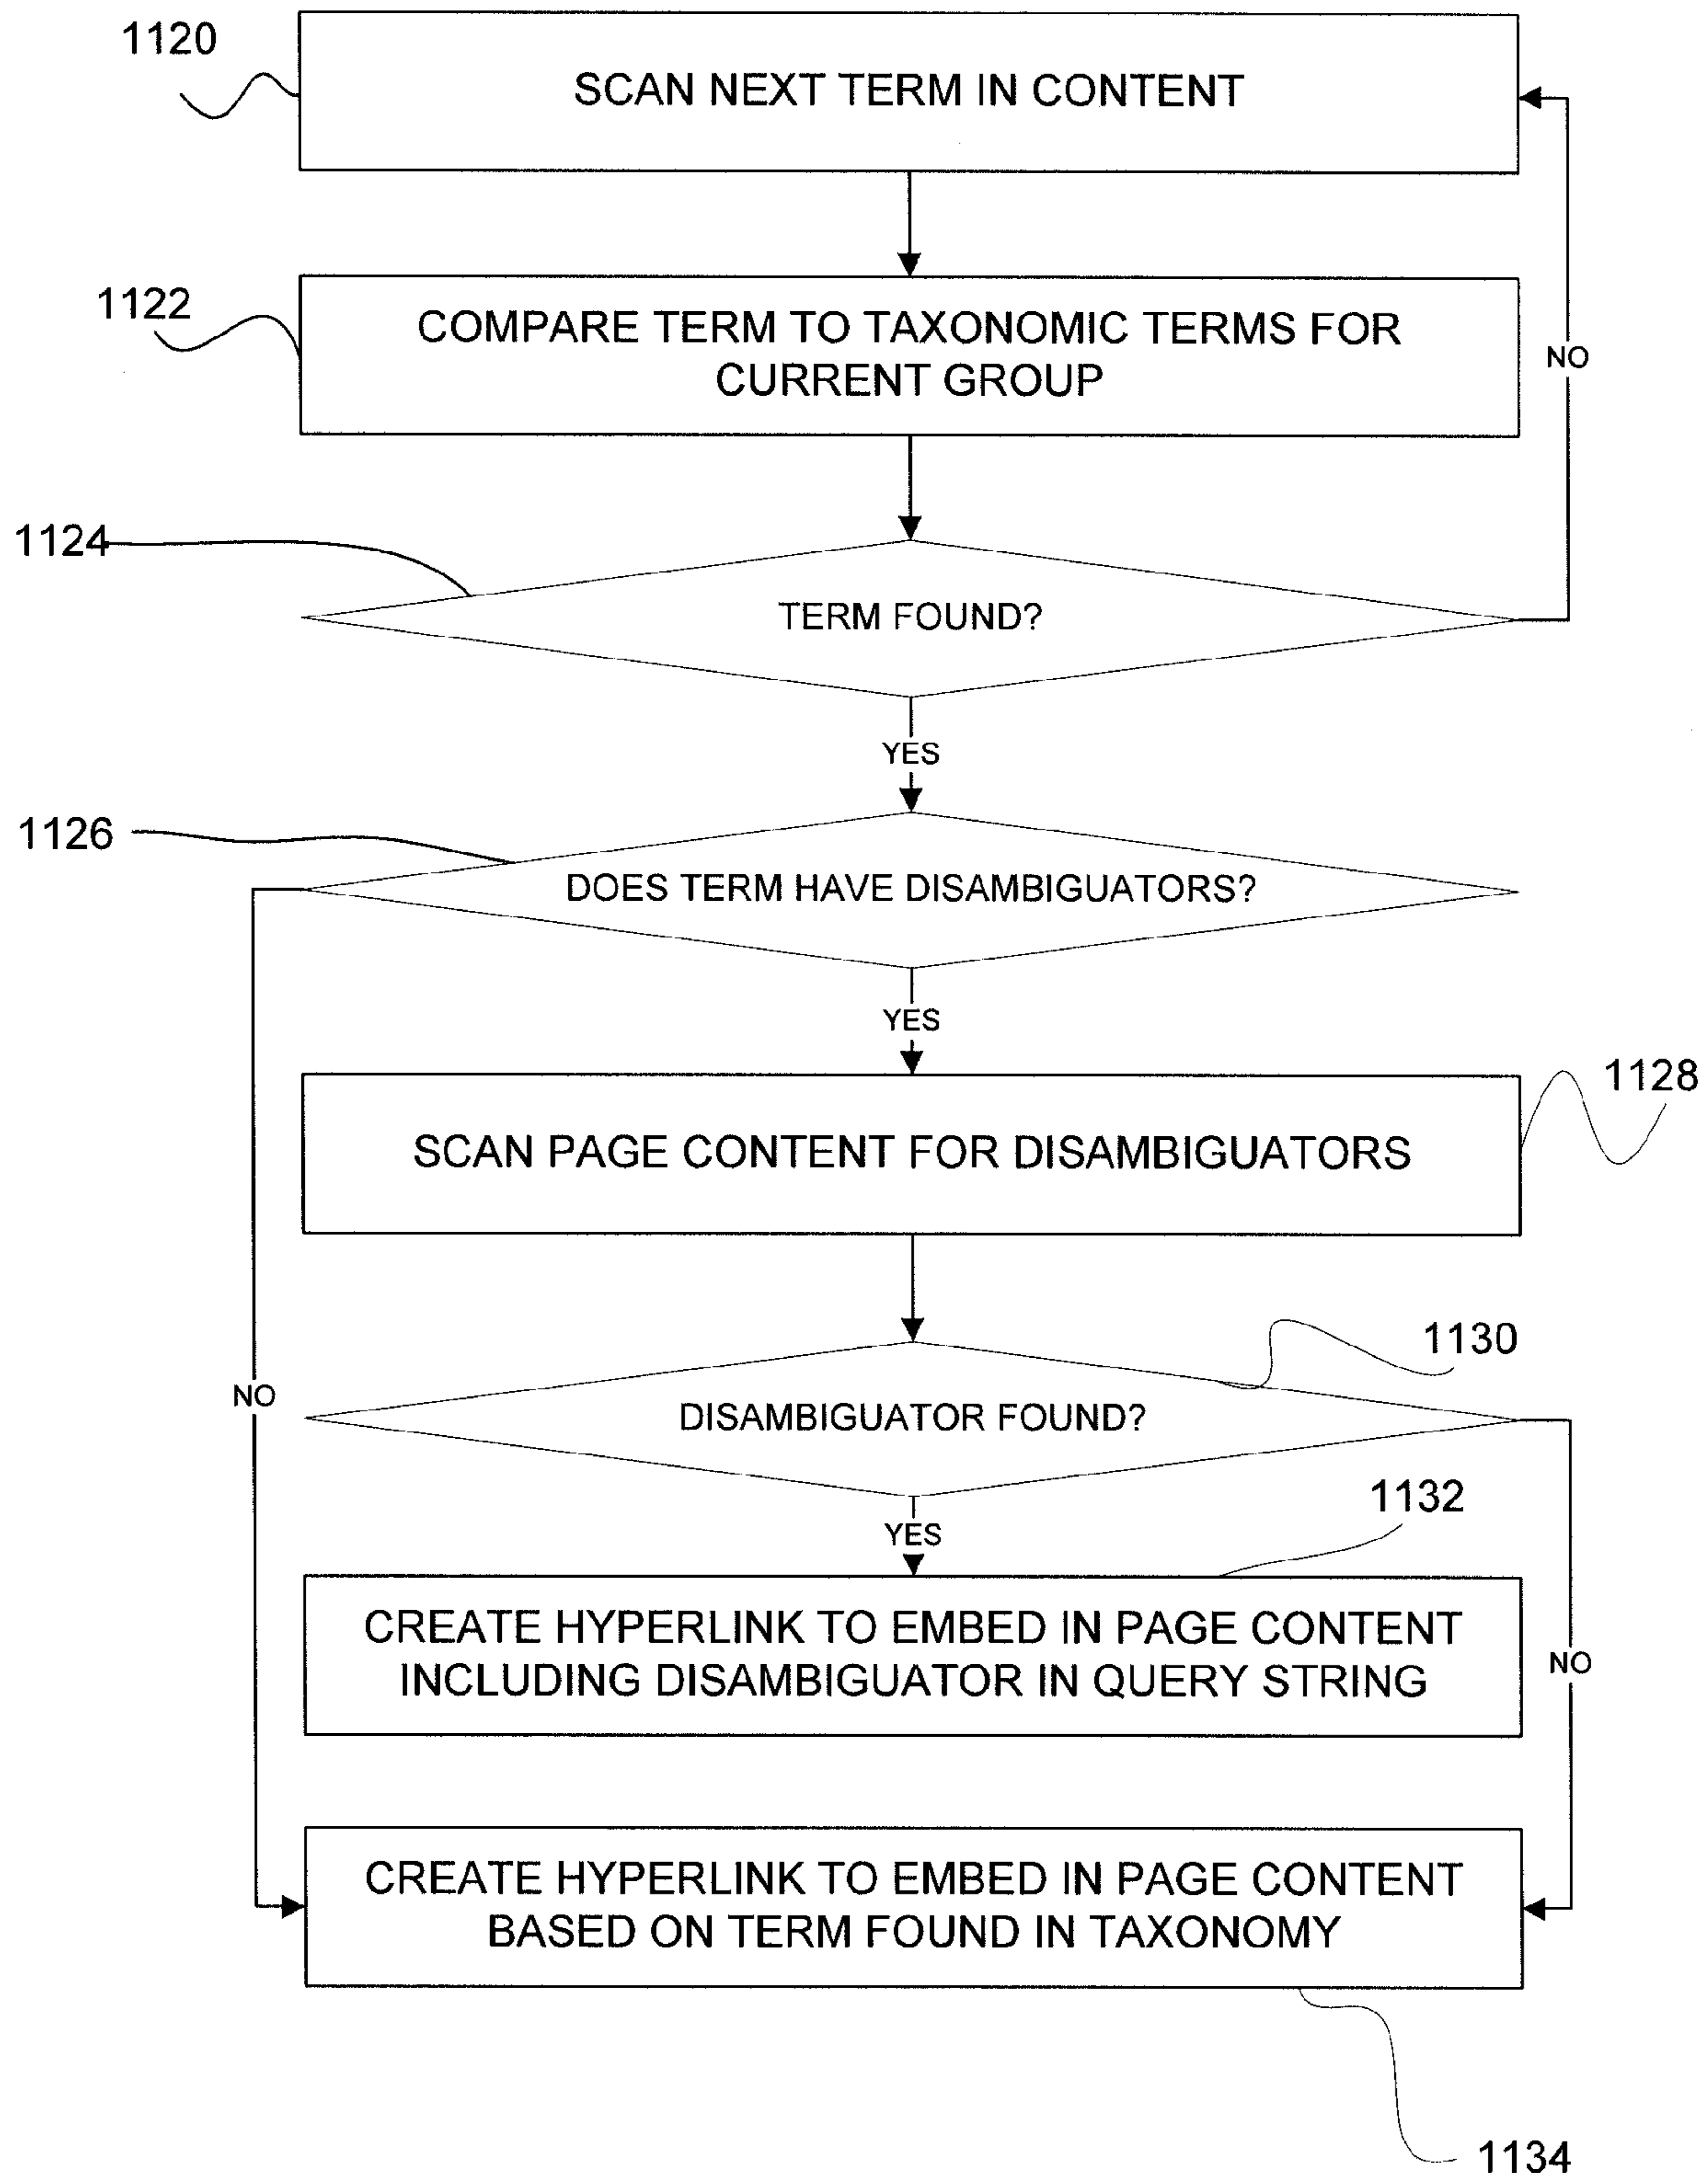 1120
SCAN NEXT TERM IN CONTENT
1122
COMPARE TERM TO TAXONOMIC TERMS FOR
CURRENT GROUP
NO
1124
TERM FOUND?
YES
1126
DOES TERM HAVE DISAMBIGUATORS?
YES
1128
SCAN PAGE CONTENT FOR DISAMBIGUATORS
1130
NO
DISAMBIGUATOR FOUND?
1132
YES
CREATE HYPERLINK TO EMBED IN PAGE CONTENT
INCLUDING DISAMBIGUATOR IN QUERY STRING
NO
CREATE HYPERLINK TO EMBED IN PAGE CONTENT
BASED ON TERM FOUND IN TAXONOMY
1134